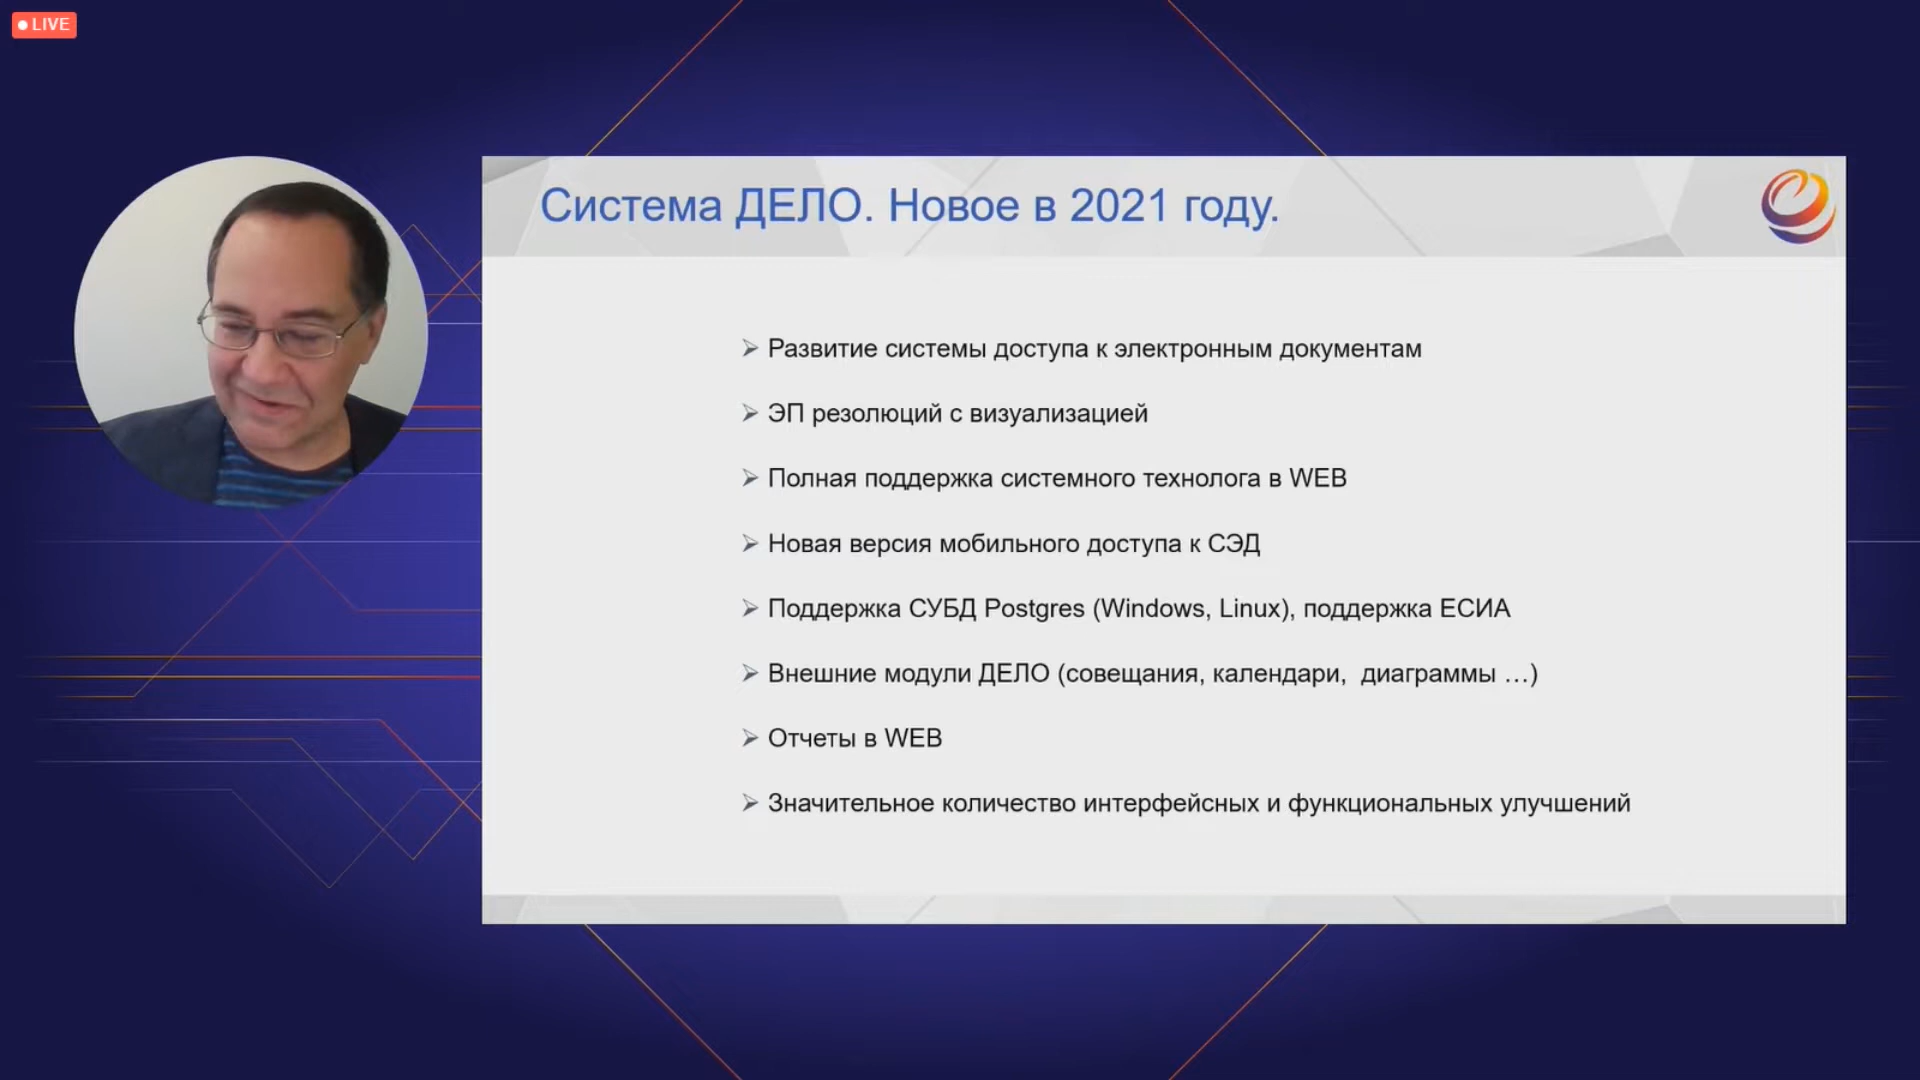 LIVE
Система ДЕЛО. Новое в 2021 году.
Развитие системы доступа к электронным документам
ЭП резолюций с визуализацией
Полная поддержка системного технолога в WEB
Новая версия мобильного доступа к СЭД
Поддержка СУБД Postgres (Windows, Linux), поддержка ЕСИА
Внешние модули ДЕЛО (совещания, календари, диаграммы …)
Отчеты в WEB
Значительное количество интерфейсных и функциональных улучшений